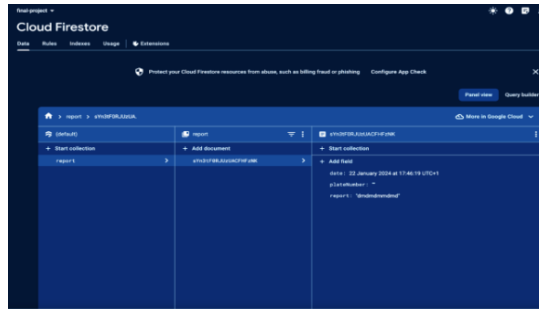 final-project
Cloud Firestore
Data Rules Indexes Usage Extensions
Protect your Cloud Firestore resources from abuse, such as billing fraud or phishing Configure App Check
Panel view Query builder
report
More in Google Cloud
(default)
report
+ Start collection
+ Add document
+ Start collection
report
+ Add field
date: 22 January 2024 at 17:46:19 UTC+1
plateNumber: ""
report: "dmdmdmmdmd"